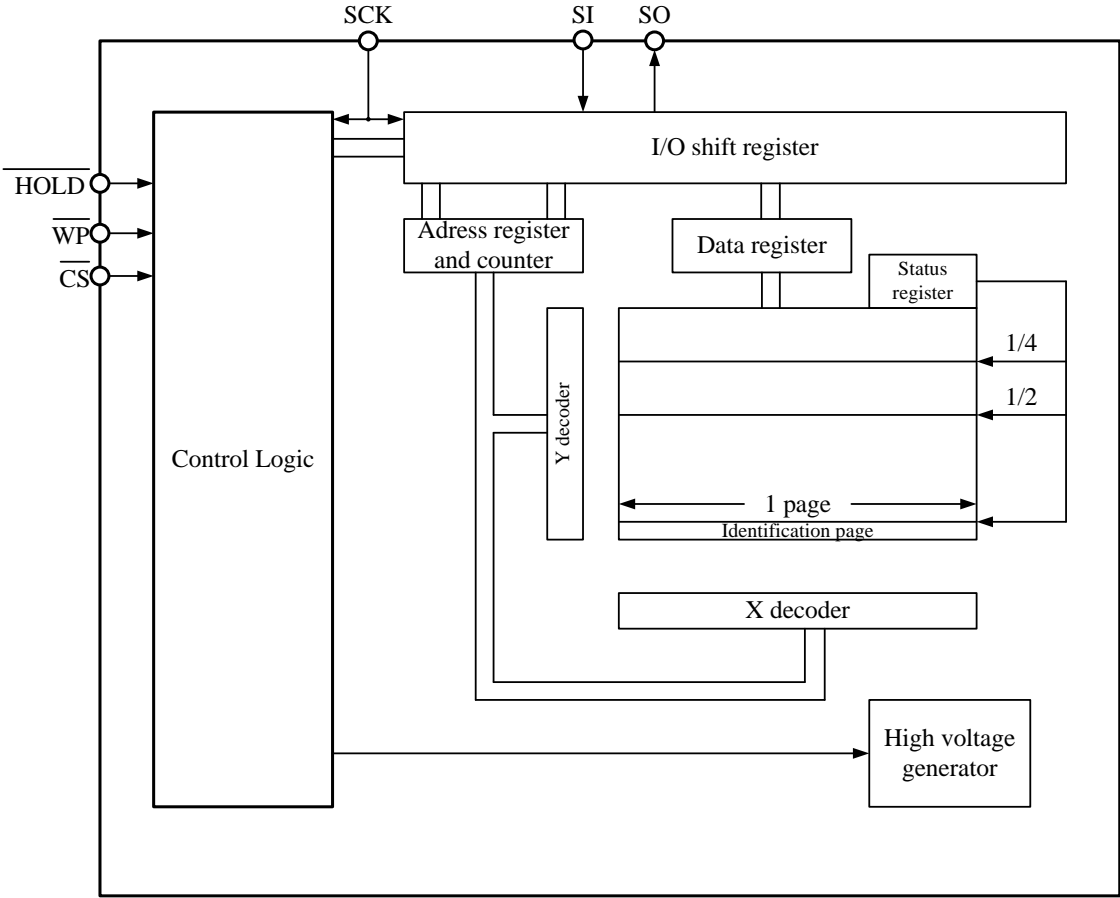 SCK
SI
SO
I/O shift register
HOLD
WP
CS
Adress register
and counter
Data register
Status
register
1/4
1/2
Y decoder
Control Logic
1 page
Identification page
X decoder
High voltage
generator